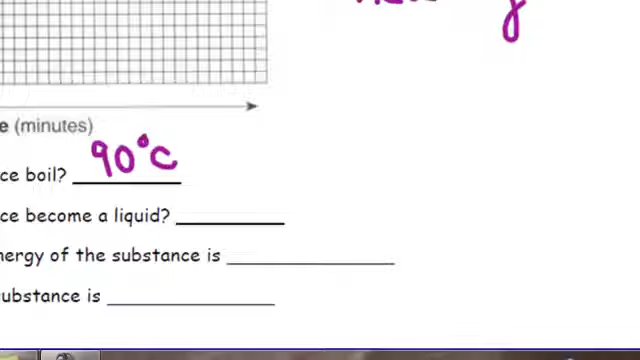 e (minutes)
ce boil? 90°C
ce become a liquid?
nergy of the substance is
ubstance is